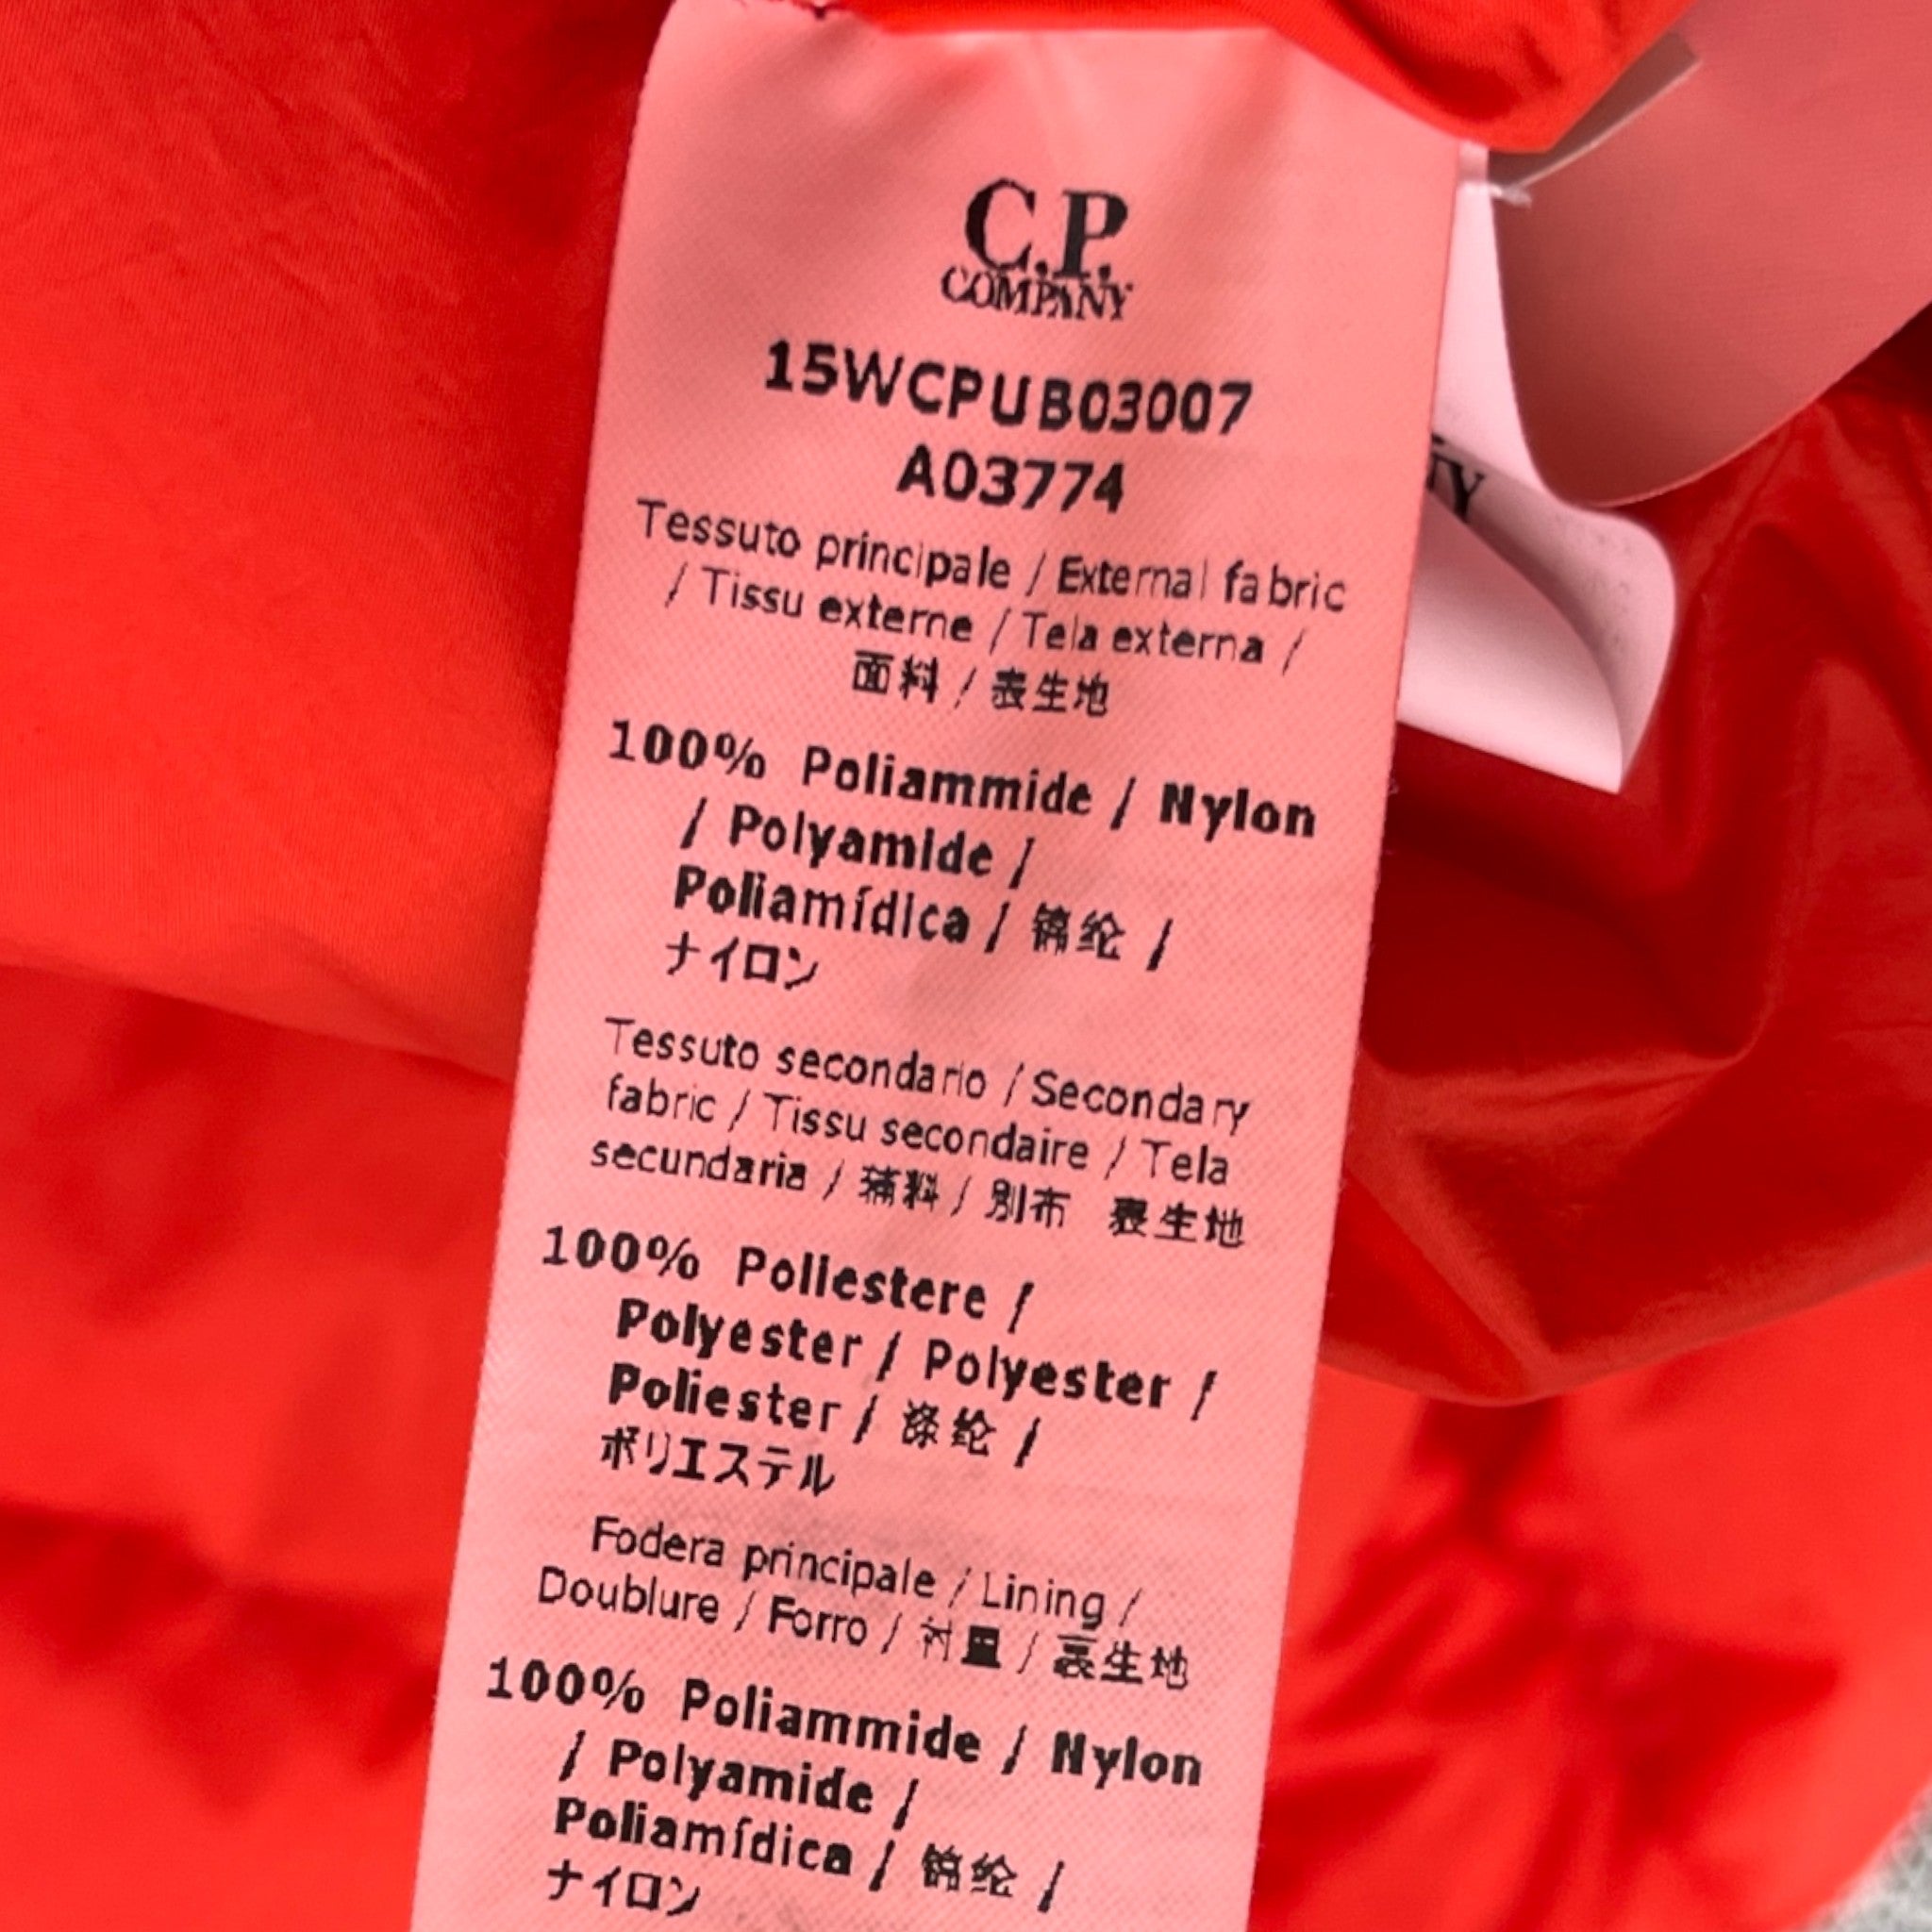 C.P.
COMPANY
15WCPUB03007
A03774
Tessuto principale / External fabric
/ Tissu externe / Tela externa /
面料 / 表生地
100% Poliammide / Nylon
/ Polyamide /
Poliamídica / 锦纶 /
ナイロン
Tessuto secondario / Secondary
fabric / Tissu secondaire / Tela
secundaria / 辅料 / 別布 表生地
100% Poliestere /
Polyester / Polyester /
Poliester / 涤纶 /
ポリエステル
Fodera principale / Lining /
Doublure / Forro / 衬里 / 裏生地
100% Poliammide / Nylon
/ Polyamide /
Poliamídica / 锦纶 /
ナイロン